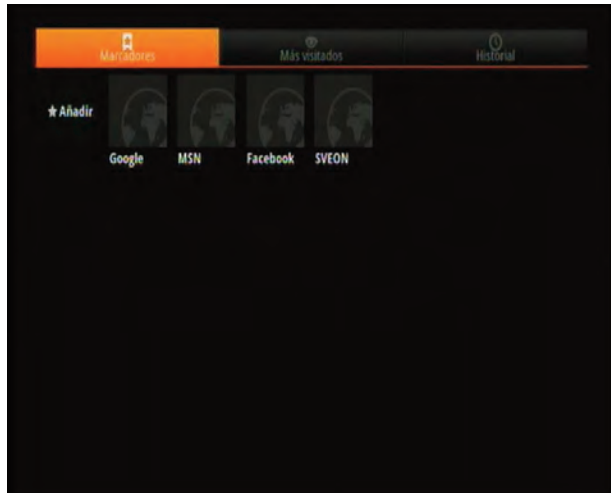 Marcadores
Más visitados
Historial
Añadir
Google
MSN
Facebook
SVEON